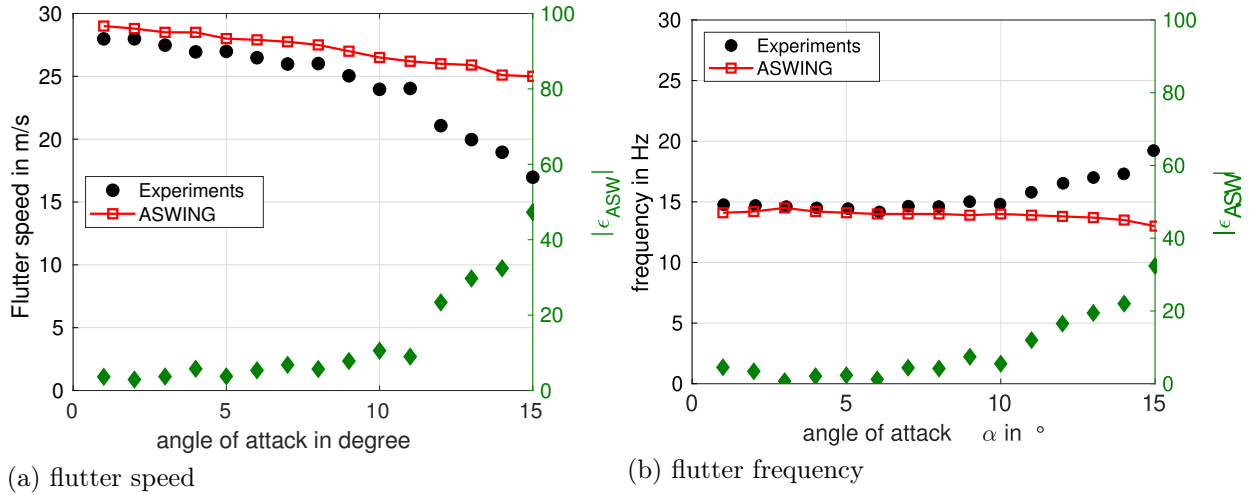 30
25
20
15
10
5
0
Flutter speed in m/s
Experiments
ASWING
0
5
10
15
angle of attack in degree
100
80
60
40
20
0
|ϵASW|
(a) flutter speed
30
25
20
15
10
5
0
frequency in Hz
Experiments
ASWING
0
5
10
15
angle of attack α in °
100
80
60
40
20
0
|ϵASW|
(b) flutter frequency